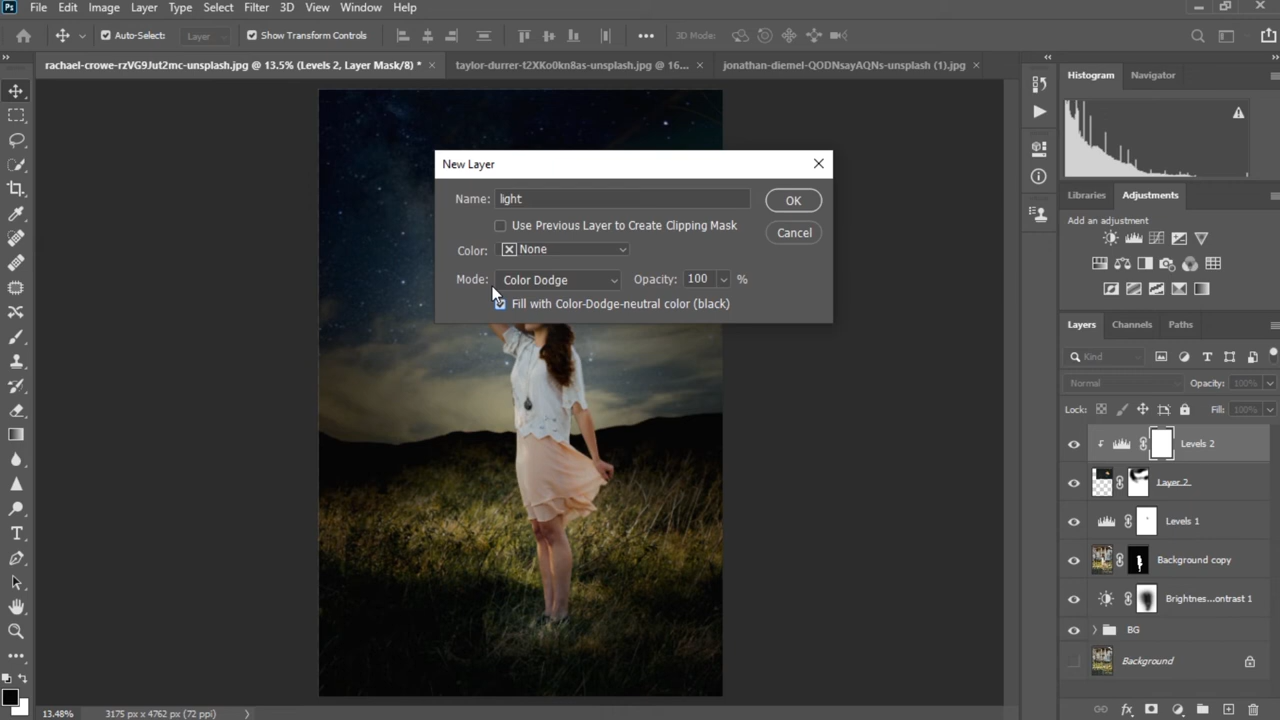 Ps File Edit Image Layer Type Select Filter 3D View Window Help
Auto-Select: Layer Show Transform Controls 3D Mode:
rachael-crowe-rzVG9Jut2mc-unsplash.jpg @ 13.5% (Levels 2, Layer Mask/8) * × taylor-durrer-t2XKo0kn8as-unsplash.jpg @ 16... × jonathan-diemel-QODNsayAQNs-unsplash (1).jpg ×
Histogram Navigator
New Layer
Name: light OK
Use Previous Layer to Create Clipping Mask
Cancel
Color: None
Mode: Color Dodge Opacity: 100 %
Fill with Color-Dodge-neutral color (black)
Libraries Adjustments
Add an adjustment
Layers Channels Paths
Kind
Normal Opacity: 100%
Lock: Fill: 100%
Levels 2
Layer 2
Levels 1
Background copy
Brightnes...ontrast 1
BG
Background
13.48% 3175 px x 4762 px (72 ppi)